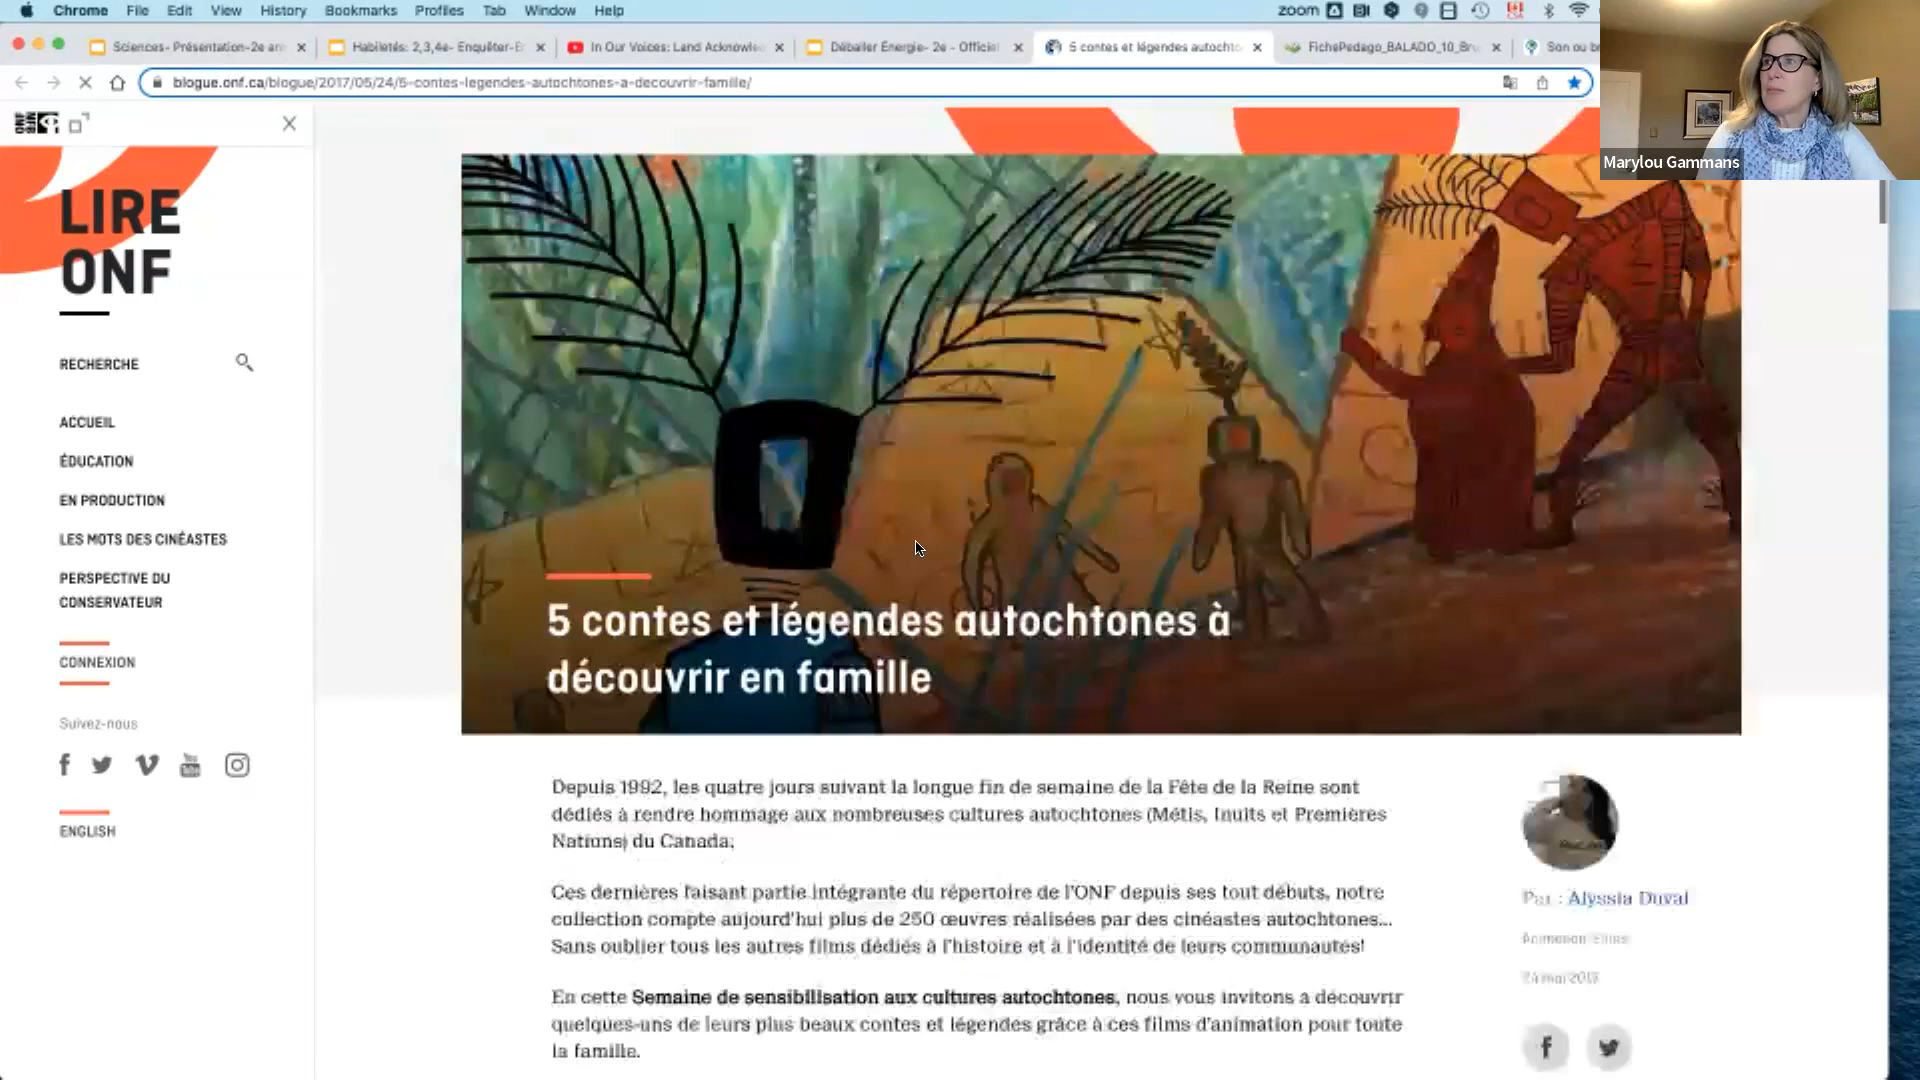 Chrome File Edit View History Bookmarks Profiles Tab Window Help
zoom
Sciences- Présentation-2e an
Habiletés: 2,3,4e- Enquêter-E
In Our Voices: Land Acknowle
Déballer Énergie- 2e - Officiel
5 contes et légendes autochto
FichePedago_BALADO_10_Bru
Son ou br
blogue.onf.ca/blogue/2017/05/24/5-contes-legendes-autochtones-a-decouvrir-famille/
Marylou Gammans
LIRE
ONF
RECHERCHE
ACCUEIL
ÉDUCATION
EN PRODUCTION
LES MOTS DES CINÉASTES
PERSPECTIVE DU
CONSERVATEUR
CONNEXION
Suivez-nous
ENGLISH
5 contes et légendes autochtones à
découvrir en famille
Depuis 1992, les quatre jours suivant la longue fin de semaine de la Fête de la Reine sont
dédiés à rendre hommage aux nombreuses cultures autochtones (Métis, Inuits et Premières
Nations) du Canada.
Ces dernières faisant partie intégrante du répertoire de l'ONF depuis ses tout débuts, notre
collection compte aujourd'hui plus de 250 œuvres réalisées par des cinéastes autochtones...
Sans oublier tous les autres films dédiés à l'histoire et à l'identité de leurs communautés!
En cette Semaine de sensibilisation aux cultures autochtones, nous vous invitons à découvrir
quelques-uns de leurs plus beaux contes et légendes grâce à ces films d'animation pour toute
la famille.
Par : Alyssia Duval